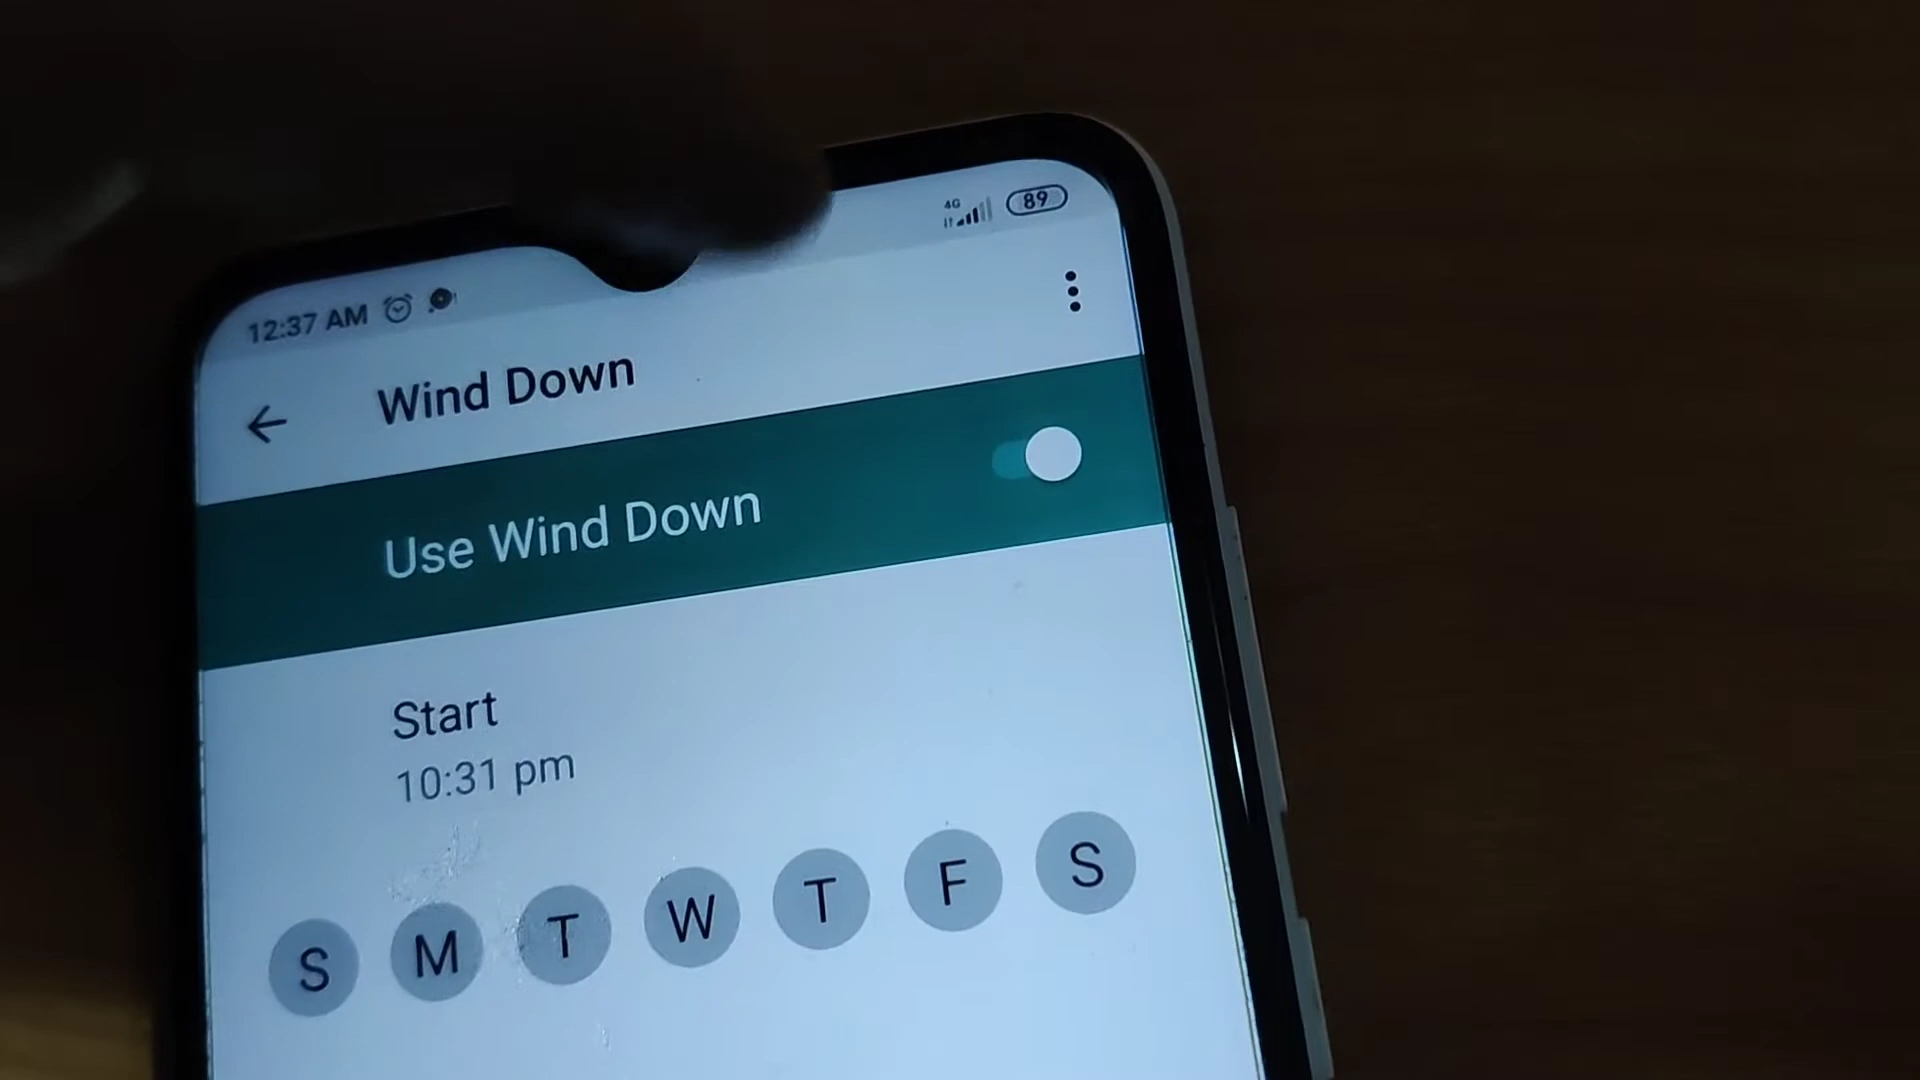 12:37 AM
4G
89
Wind Down
Use Wind Down
Start
10:31 pm
S M T W T F S